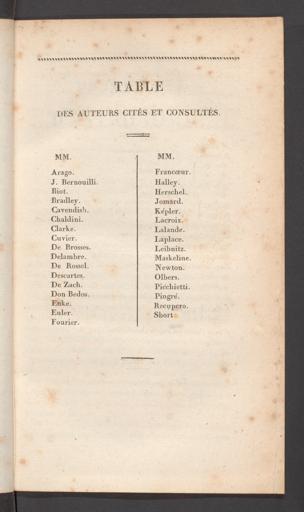 TABLE
DES AUTEURS CITÉS ET CONSULTÉS.
MM.
Arago.
J. Bernouilli.
Biot.
Bradley.
Cavendish.
Chaldini.
Clarke.
Cuvier.
De Brosses.
Delambre.
De Rossel.
Descartes.
De Zach.
Don Bedos.
Enke.
Euler.
Fourier.
MM.
Francœur.
Halley.
Herschel.
Jomard.
Képler.
Lacroix.
Lalande.
Laplace.
Leibnitz.
Maskeline.
Newton.
Olbers.
Picchietti.
Pingré.
Recupero.
Short